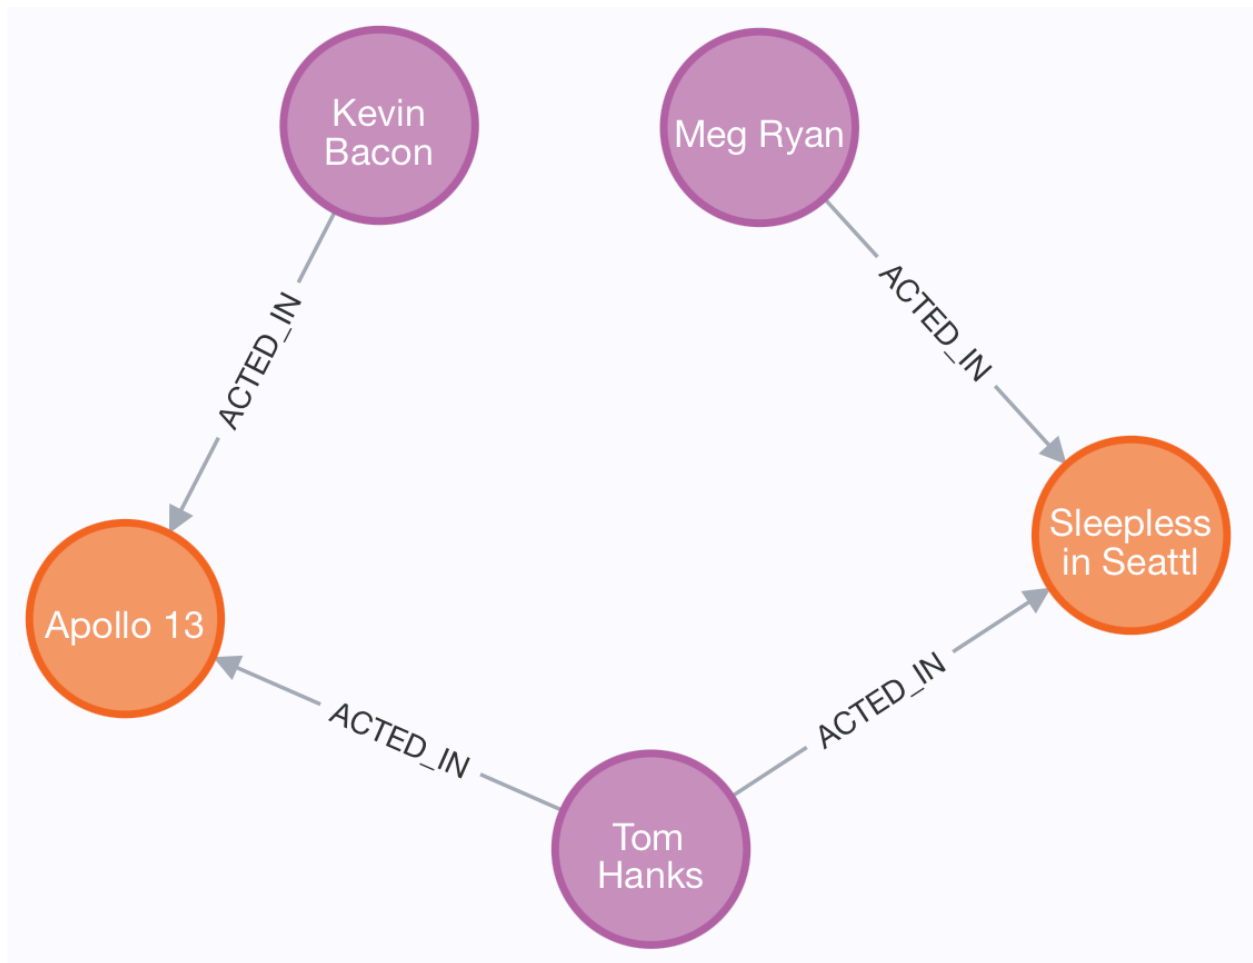 Kevin
Bacon
Meg Ryan
ACTED_IN
ACTED_IN
Sleepless
in Seattl
Apollo 13
ACTED_IN
ACTED_IN
Tom
Hanks